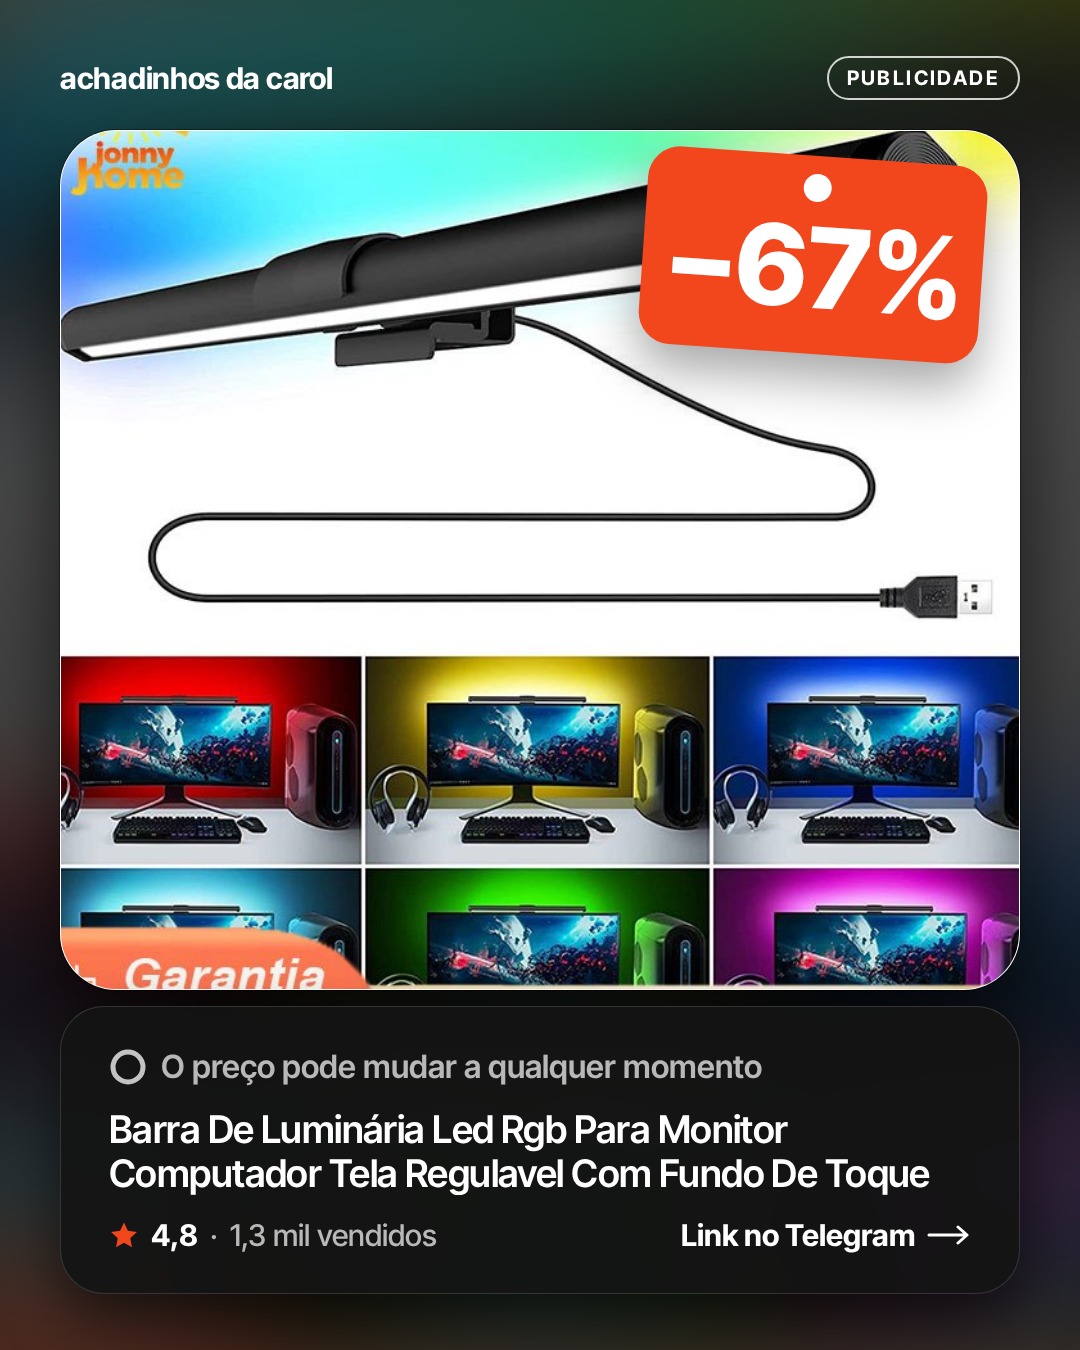 achadinhos da carol
PUBLICIDADE
jonny
home
–67%
Garantia
O preço pode mudar a qualquer momento
Barra De Luminária Led Rgb Para Monitor
Computador Tela Regulavel Com Fundo De Toque
4,8 · 1,3 mil vendidos
Link no Telegram →